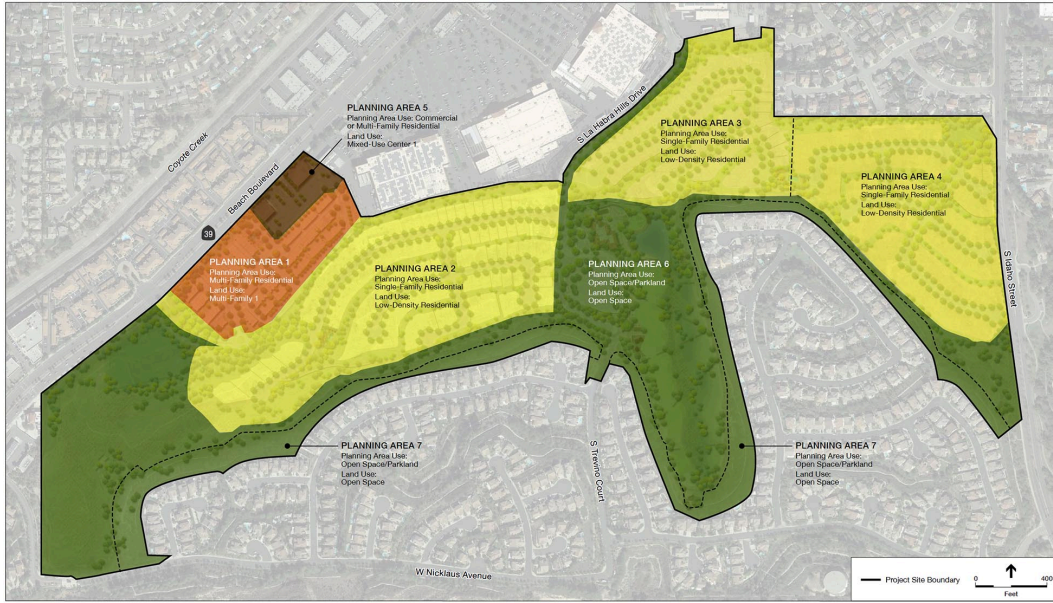 PLANNING AREA 5
Planning Area Use: Commercial
or Multi-Family Residential
Land Use:
Mixed-Use Center 1
Coyote Creek
Beach Boulevard
39
S La Habra Hills Drive
PLANNING AREA 3
Planning Area Use:
Single-Family Residential
Land Use:
Low-Density Residential
PLANNING AREA 4
Planning Area Use:
Single-Family Residential
Land Use:
Low-Density Residential
PLANNING AREA 1
Planning Area Use:
Multi-Family Residential
Land Use:
Multi-Family 1
PLANNING AREA 2
Planning Area Use:
Single-Family Residential
Land Use:
Low-Density Residential
PLANNING AREA 6
Planning Area Use:
Open Space/Parkland
Land Use:
Open Space
S Idaho Street
PLANNING AREA 7
Planning Area Use:
Open Space/Parkland
Land Use:
Open Space
S Trevino Court
PLANNING AREA 7
Planning Area Use:
Open Space/Parkland
Land Use:
Open Space
W Nicklaus Avenue
Project Site Boundary
0 400
Feet